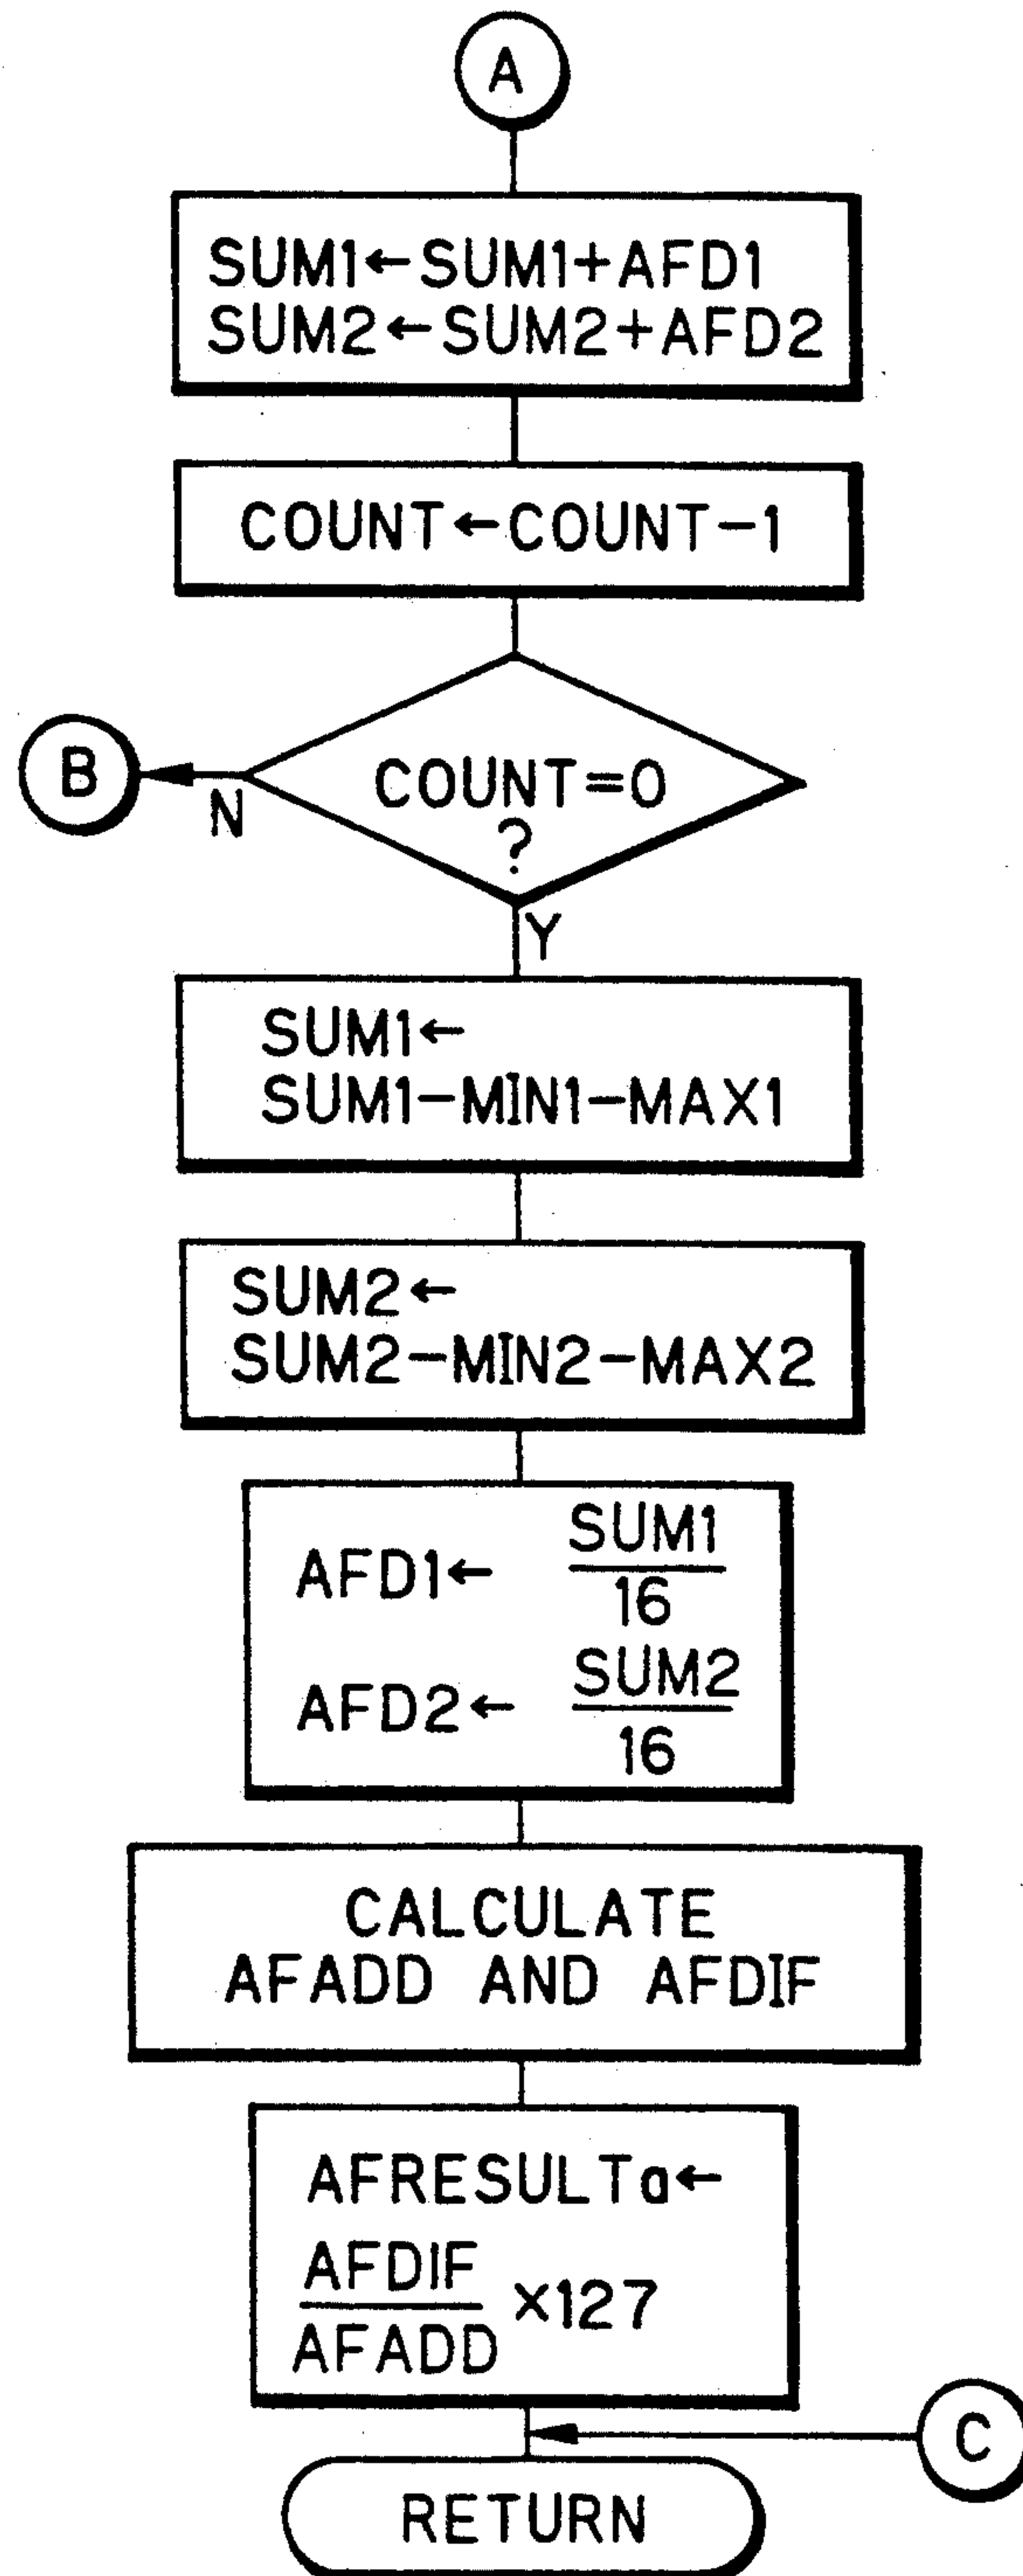 A
SUM1←SUM1+AFD1
SUM2←SUM2+AFD2
COUNT←COUNT-1
COUNT=0
?
B
N
Y
SUM1←
SUM1-MIN1-MAX1
SUM2←
SUM2-MIN2-MAX2
AFD1← SUM1
16
AFD2← SUM2
16
CALCULATE
AFADD AND AFDIF
AFRESULTa←
AFDIF
AFADD ×127
C
RETURN